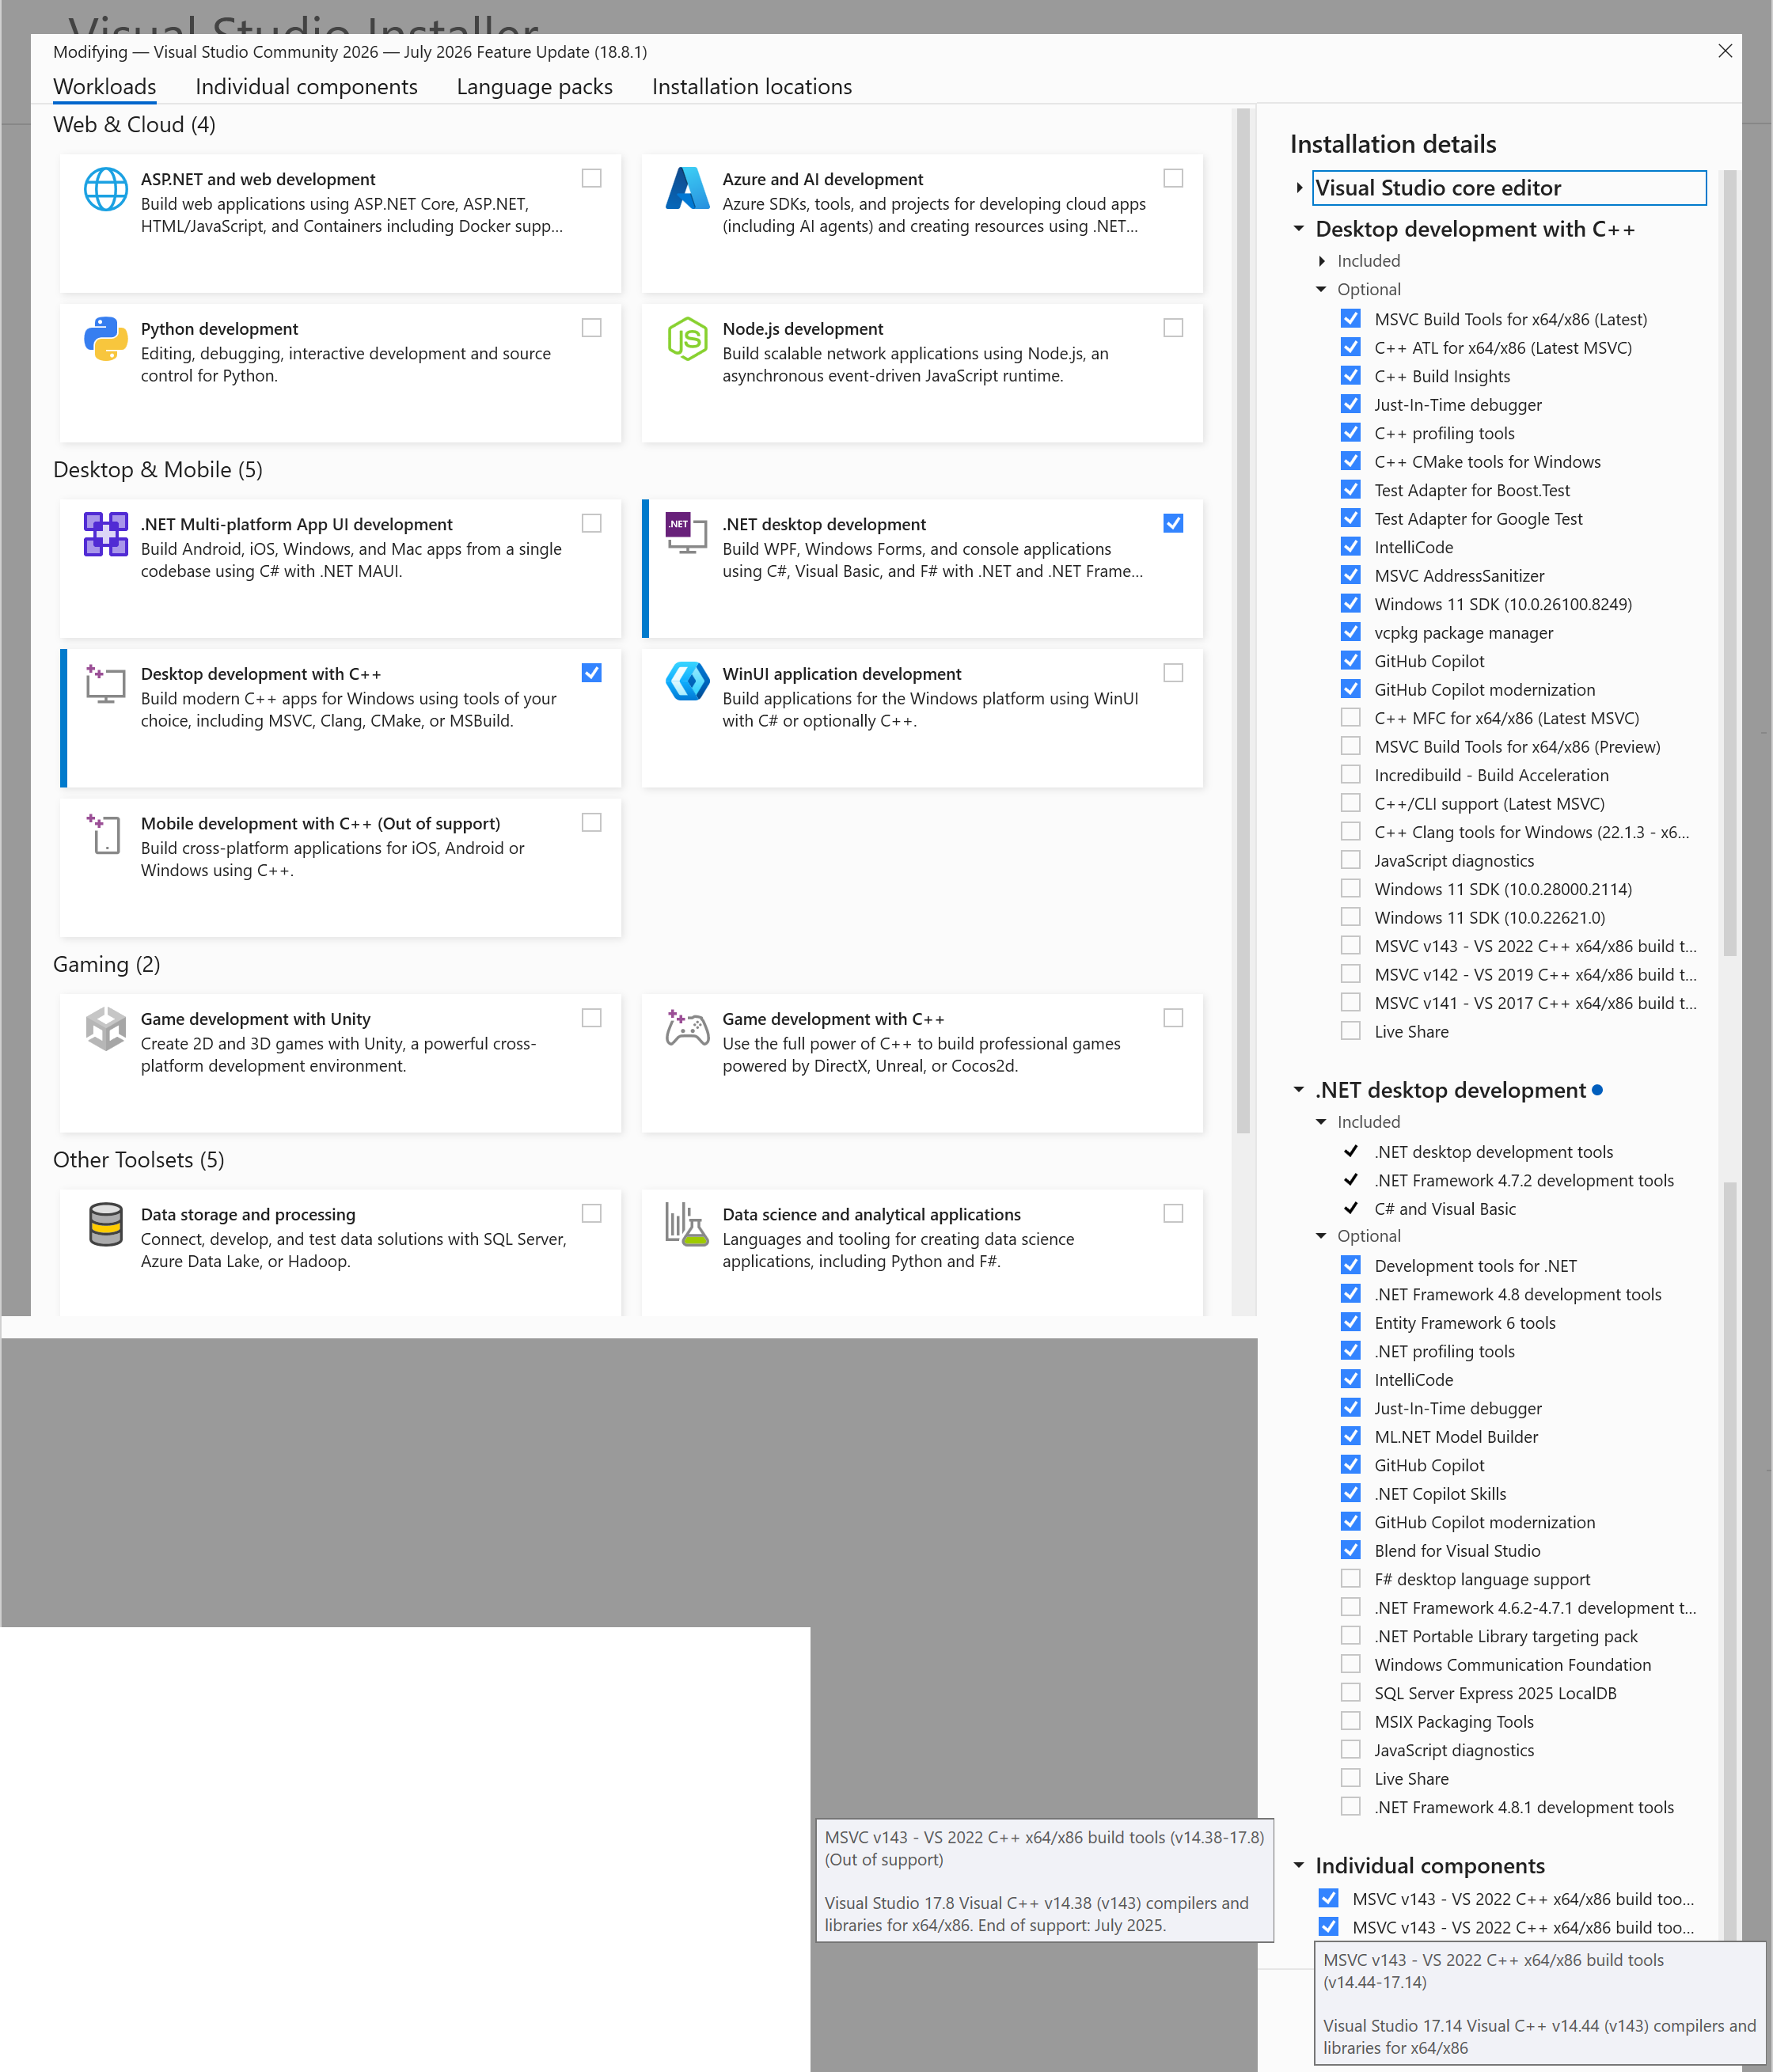 Visual Studio Installer
Modifying — Visual Studio Community 2026 — July 2026 Feature Update (18.8.1)
Workloads
Individual components
Language packs
Installation locations
Web & Cloud (4)
ASP.NET and web development
Build web applications using ASP.NET Core, ASP.NET,
HTML/JavaScript, and Containers including Docker supp...
Azure and AI development
Azure SDKs, tools, and projects for developing cloud apps
(including AI agents) and creating resources using .NET...
Python development
Editing, debugging, interactive development and source
control for Python.
Node.js development
Build scalable network applications using Node.js, an
asynchronous event-driven JavaScript runtime.
Desktop & Mobile (5)
.NET Multi-platform App UI development
Build Android, iOS, Windows, and Mac apps from a single
codebase using C# with .NET MAUI.
.NET
.NET desktop development
Build WPF, Windows Forms, and console applications
using C#, Visual Basic, and F# with .NET and .NET Frame...
Desktop development with C++
Build modern C++ apps for Windows using tools of your
choice, including MSVC, Clang, CMake, or MSBuild.
WinUI application development
Build applications for the Windows platform using WinUI
with C# or optionally C++.
Mobile development with C++ (Out of support)
Build cross-platform applications for iOS, Android or
Windows using C++.
Gaming (2)
Game development with Unity
Create 2D and 3D games with Unity, a powerful cross-
platform development environment.
Game development with C++
Use the full power of C++ to build professional games
powered by DirectX, Unreal, or Cocos2d.
Other Toolsets (5)
Data storage and processing
Connect, develop, and test data solutions with SQL Server,
Azure Data Lake, or Hadoop.
Data science and analytical applications
Languages and tooling for creating data science
applications, including Python and F#.
Installation details
Visual Studio core editor
Desktop development with C++
Included
Optional
MSVC Build Tools for x64/x86 (Latest)
C++ ATL for x64/x86 (Latest MSVC)
C++ Build Insights
Just-In-Time debugger
C++ profiling tools
C++ CMake tools for Windows
Test Adapter for Boost.Test
Test Adapter for Google Test
IntelliCode
MSVC AddressSanitizer
Windows 11 SDK (10.0.26100.8249)
vcpkg package manager
GitHub Copilot
GitHub Copilot modernization
C++ MFC for x64/x86 (Latest MSVC)
MSVC Build Tools for x64/x86 (Preview)
Incredibuild - Build Acceleration
C++/CLI support (Latest MSVC)
C++ Clang tools for Windows (22.1.3 - x6...
JavaScript diagnostics
Windows 11 SDK (10.0.28000.2114)
Windows 11 SDK (10.0.22621.0)
MSVC v143 - VS 2022 C++ x64/x86 build t...
MSVC v142 - VS 2019 C++ x64/x86 build t...
MSVC v141 - VS 2017 C++ x64/x86 build t...
Live Share
.NET desktop development
Included
.NET desktop development tools
.NET Framework 4.7.2 development tools
C# and Visual Basic
Optional
Development tools for .NET
.NET Framework 4.8 development tools
Entity Framework 6 tools
.NET profiling tools
IntelliCode
Just-In-Time debugger
ML.NET Model Builder
GitHub Copilot
.NET Copilot Skills
GitHub Copilot modernization
Blend for Visual Studio
F# desktop language support
.NET Framework 4.6.2-4.7.1 development t...
.NET Portable Library targeting pack
Windows Communication Foundation
SQL Server Express 2025 LocalDB
MSIX Packaging Tools
JavaScript diagnostics
Live Share
.NET Framework 4.8.1 development tools
Individual components
MSVC v143 - VS 2022 C++ x64/x86 build too...
MSVC v143 - VS 2022 C++ x64/x86 build too...
MSVC v143 - VS 2022 C++ x64/x86 build tools (v14.38-17.8)
(Out of support)
Visual Studio 17.8 Visual C++ v14.38 (v143) compilers and
libraries for x64/x86. End of support: July 2025.
MSVC v143 - VS 2022 C++ x64/x86 build tools
(v14.44-17.14)
Visual Studio 17.14 Visual C++ v14.44 (v143) compilers and
libraries for x64/x86